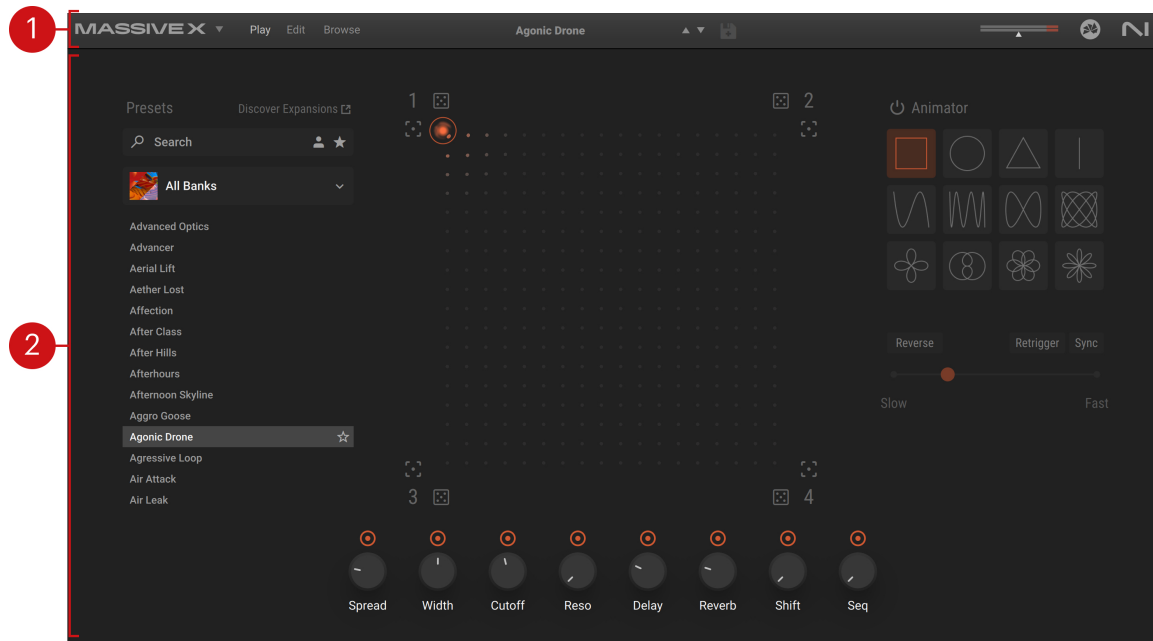 1
MASSIVE X Play Edit Browse Agonic Drone
2
Presets Discover Expansions
Search
All Banks
Advanced Optics
Advancer
Aerial Lift
Aether Lost
Affection
After Class
After Hills
Afterhours
Afternoon Skyline
Aggro Goose
Agonic Drone
Agressive Loop
Air Attack
Air Leak
1 2
3 4
Animator
Reverse Retrigger Sync
Slow Fast
Spread Width Cutoff Reso Delay Reverb Shift Seq